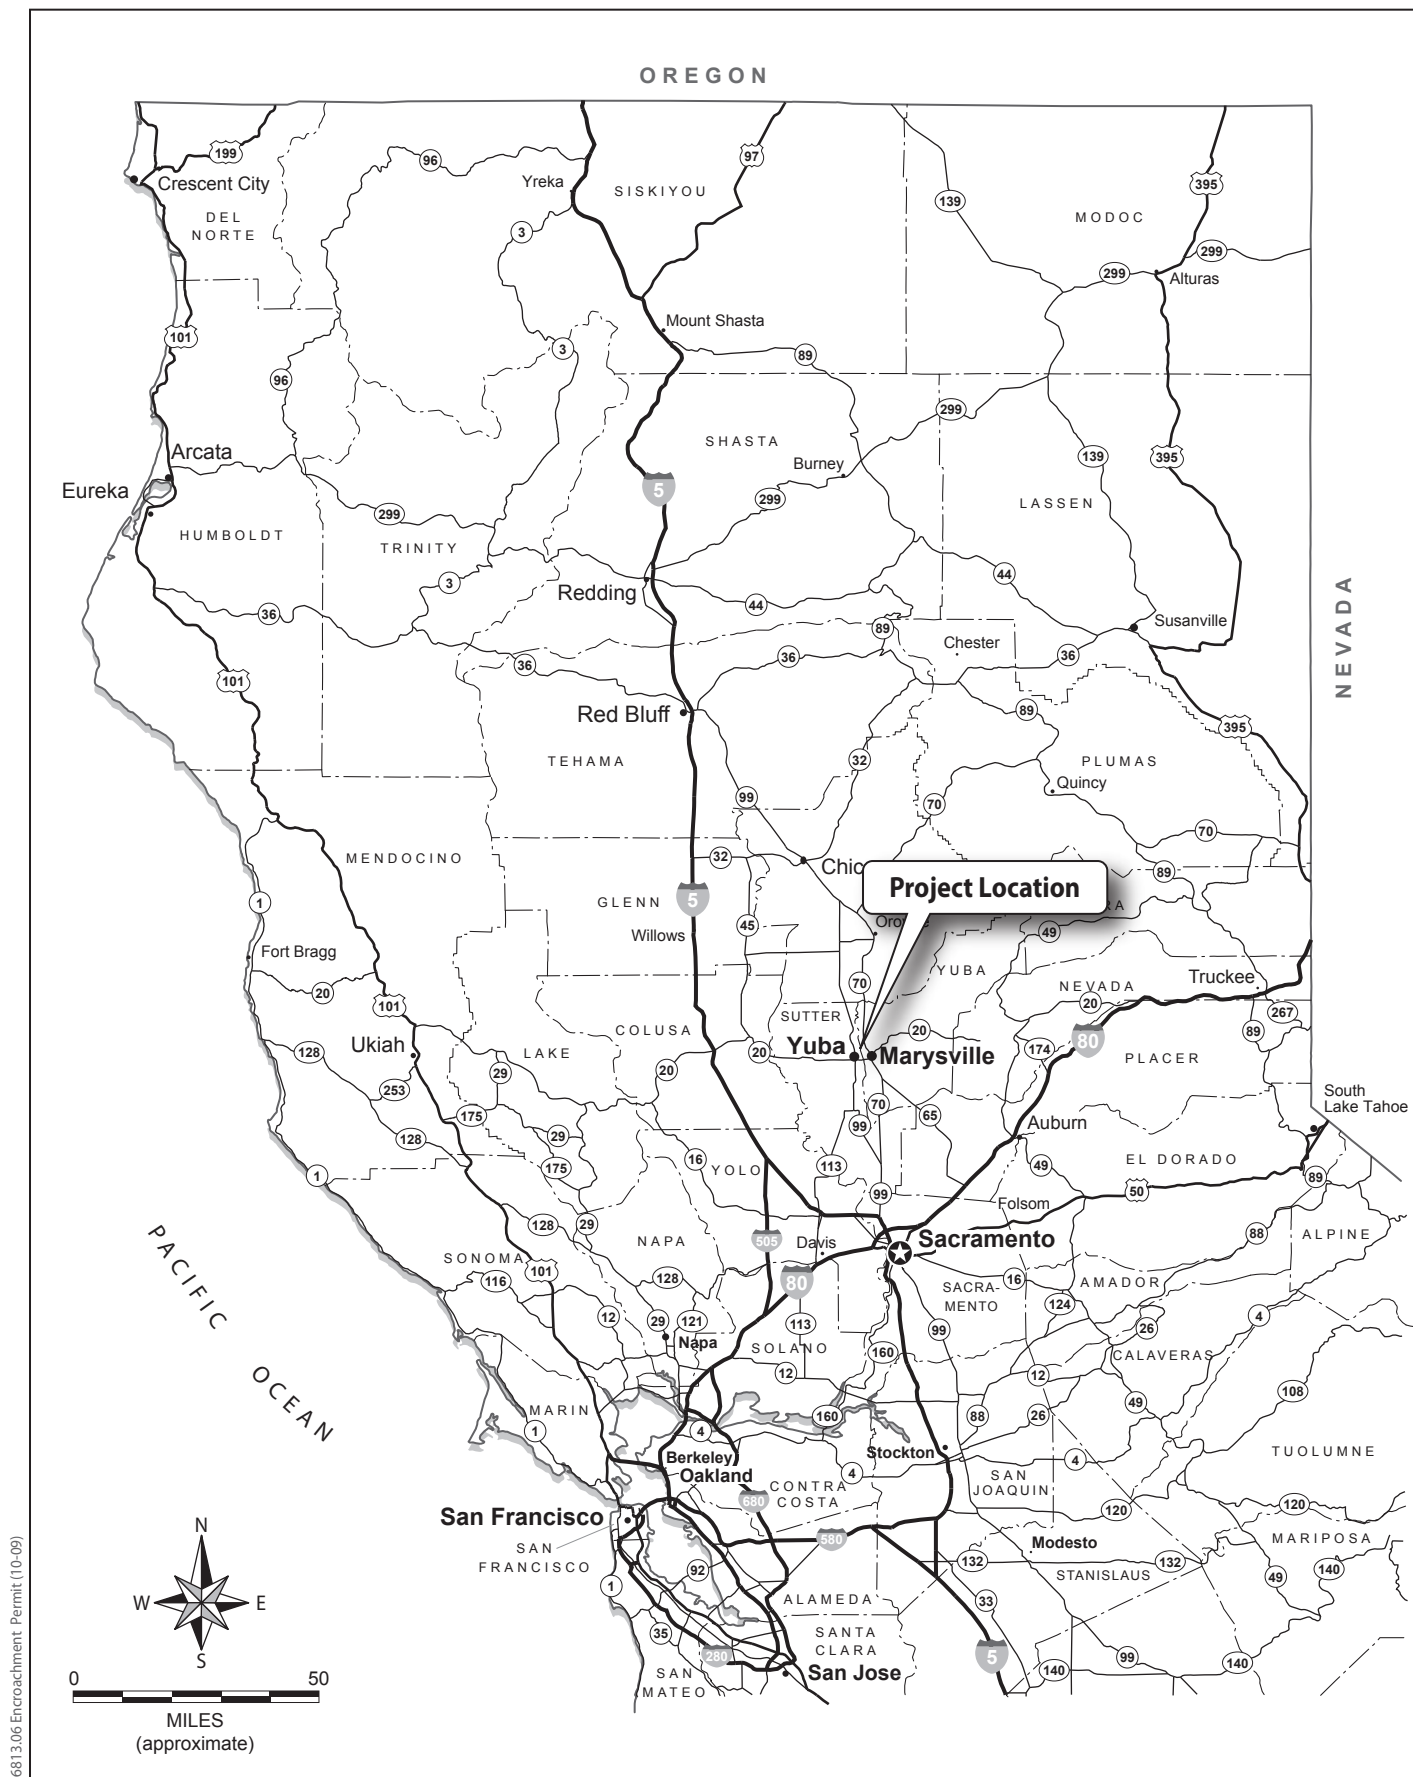 OREGON
199
96
97
Crescent City
Yreka
SISKIYOU
395
139
DEL
NORTE
3
MODOC
299
299
Alturas
101
Mount Shasta
3
89
96
299
SHASTA
Arcata
Burney
139
395
Eureka
5
299
LASSEN
299
HUMBOLDT
TRINITY
3
44
Redding
44
36
NEVADA
Susanville
89
Chester
36
36
36
101
89
Red Bluff
395
TEHAMA
32
PLUMAS
Quincy
99
70
70
MENDOCINO
32
Chic
89
Project Location
GLENN
5
1
RA
45
Oro
e
49
Willows
Fort Bragg
YUBA
70
NEVADA
Truckee
20
20
101
SUTTER
267
COLUSA
20
89
Ukiah
128
LAKE
20
Yuba
Marysville
174
80
PLACER
29
20
253
South
Lake Tahoe
175
70
65
99
Auburn
128
29
16
113
49
EL DORADO
175
YOLO
1
89
99
50
Folsom
128
29
505
Davis
Sacramento
88
ALPINE
PACIFIC
OCEAN
NAPA
SONOMA
101
116
128
80
16
AMADOR
SACRA-
MENTO
124
12
29
121
113
99
26
4
Napa
SOLANO
160
CALAVERAS
12
12
108
MARIN
160
88
26
49
1
4
Stockton
TUOLUMNE
Berkeley
Oakland
4
4
SAN
JOAQUIN
CONTRA
COSTA
680
120
120
San Francisco
580
MARIPOSA
SAN
FRANCISCO
Modesto
132
132
92
STANISLAUS
140
49
1
ALAMEDA
33
35
SANTA
CLARA
280
5
99
140
140
San Jose
SAN
MATEO
N
W
E
S
0
50
MILES
(approximate)
6813.06 Encroachment Permit (10-09)